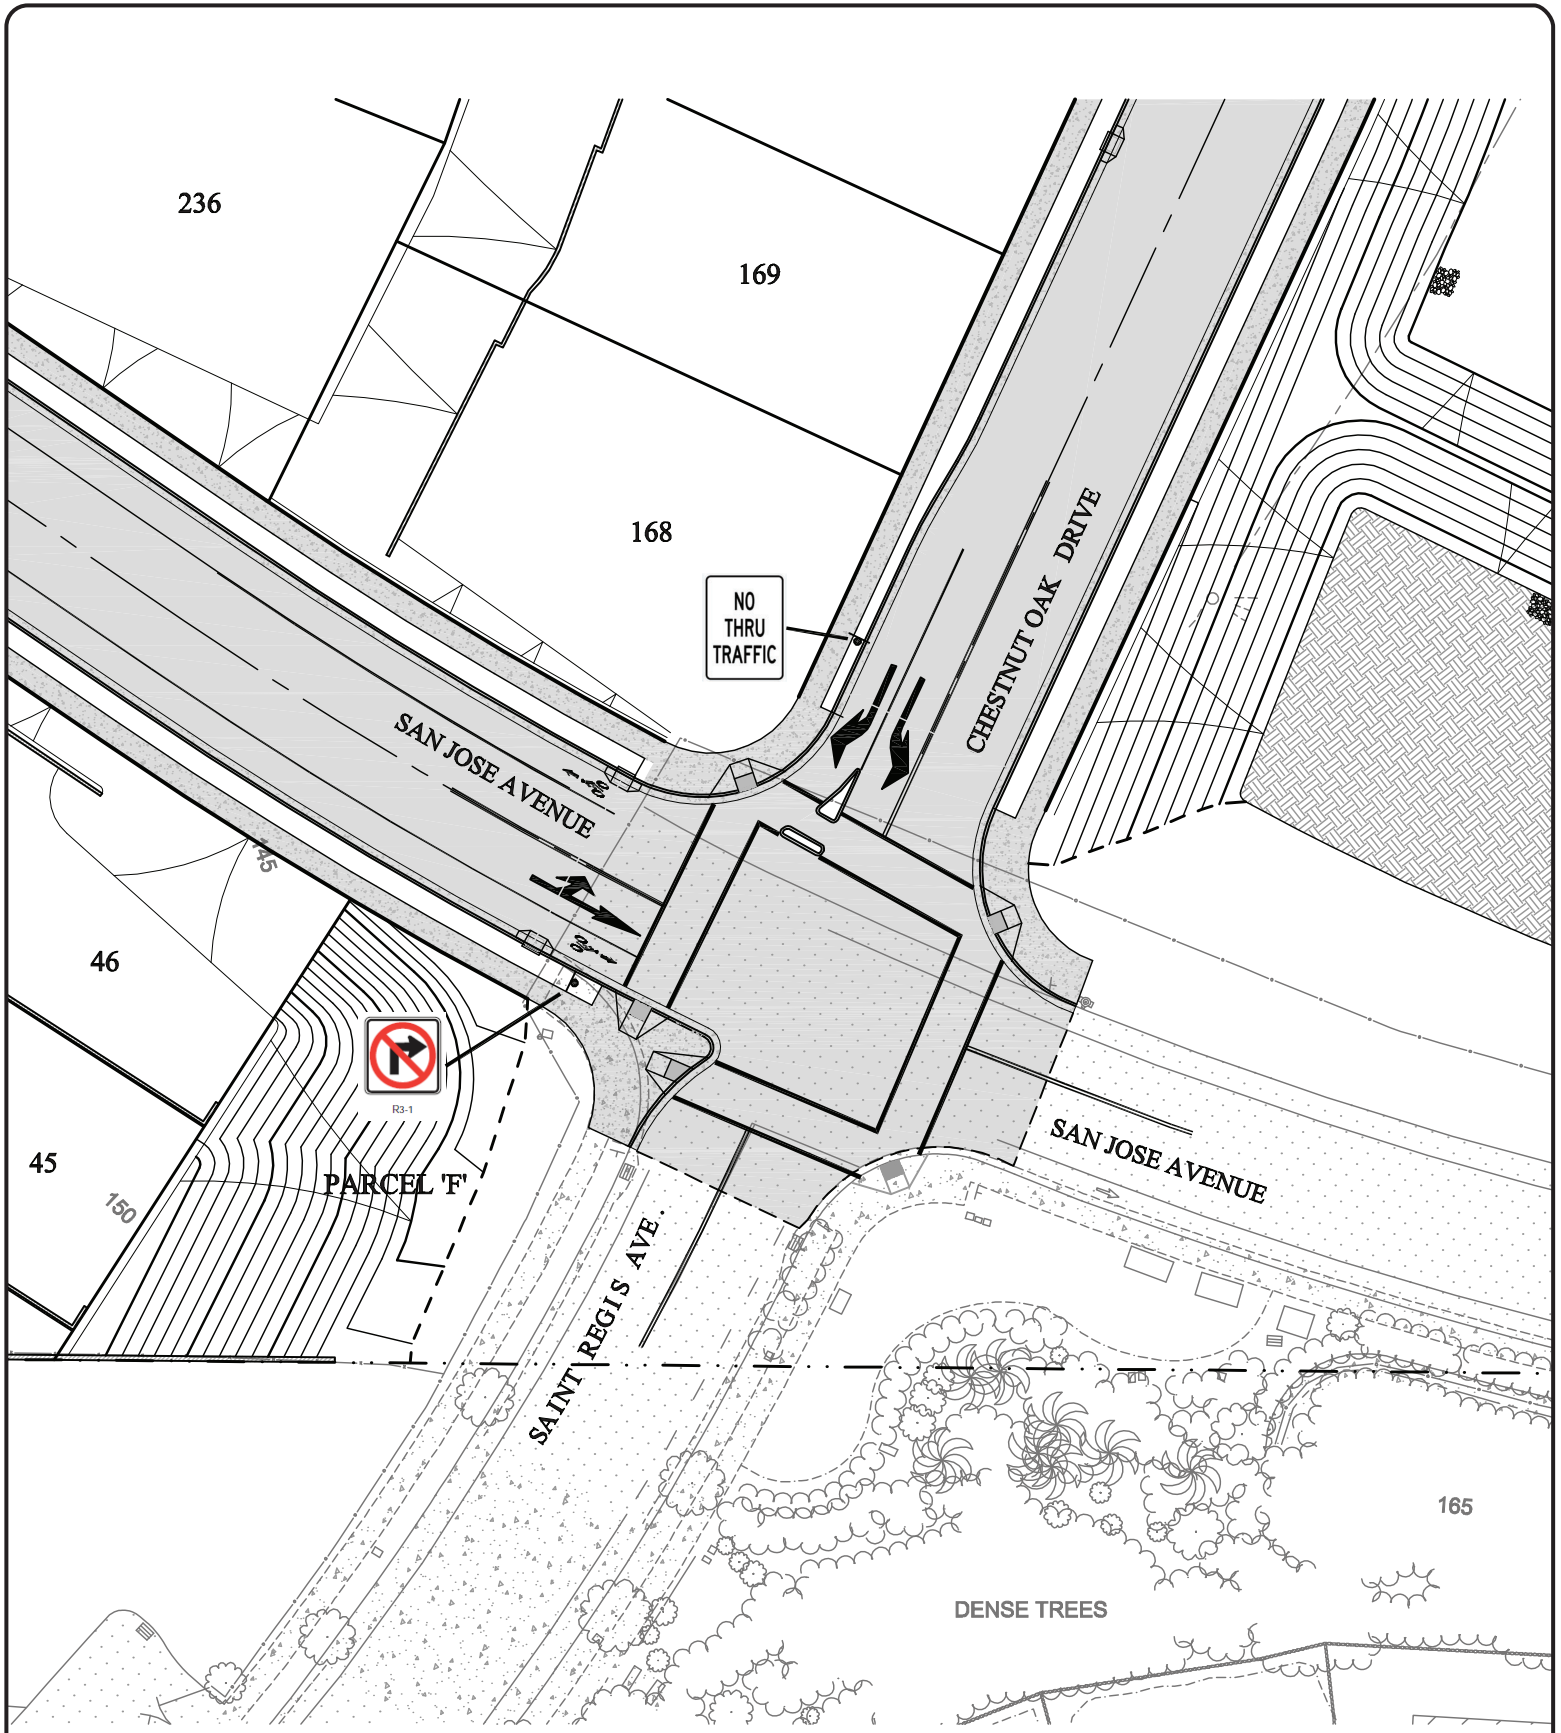 236
169
168
NO
THRU
TRAFFIC
CHESTNUT OAK DRIVE
SAN JOSE AVENUE
145
46
R3-1
45
PARCEL 'F'
150
SAN JOSE AVENUE
SAINT REGIS AVE.
165
DENSE TREES